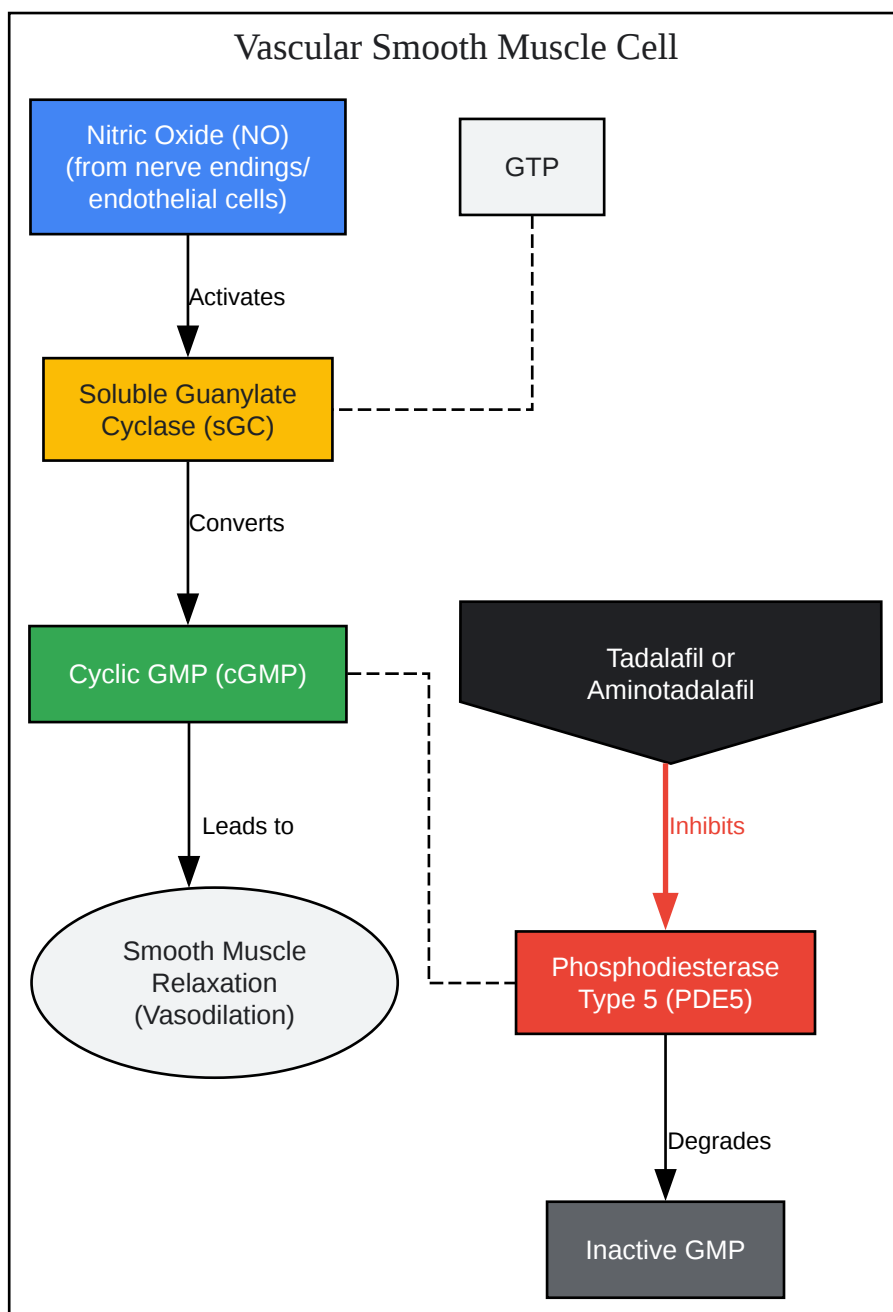 Vascular Smooth Muscle Cell
Nitric Oxide (NO)
(from nerve endings/
endothelial cells)
GTP
Activates
Soluble Guanylate
Cyclase (sGC)
Converts
Cyclic GMP (cGMP)
Tadalafil or
Aminotadalafil
Leads to
Inhibits
Smooth Muscle
Relaxation
(Vasodilation)
Phosphodiesterase
Type 5 (PDE5)
Degrades
Inactive GMP